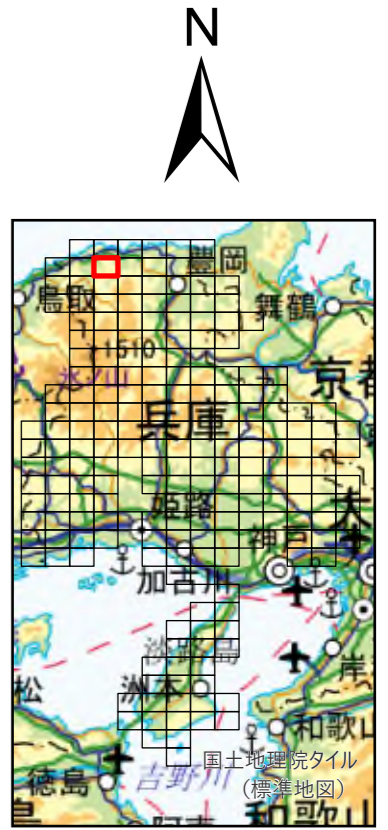 N
豊岡
鳥取
舞鶴
1510
氷ノ山
京都
兵庫
大
姫路
神戸
加古川
淡路島
岸
松
洲本
和歌山
国土地理院タイル
徳島
吉野川
(標準地図)
和歌山